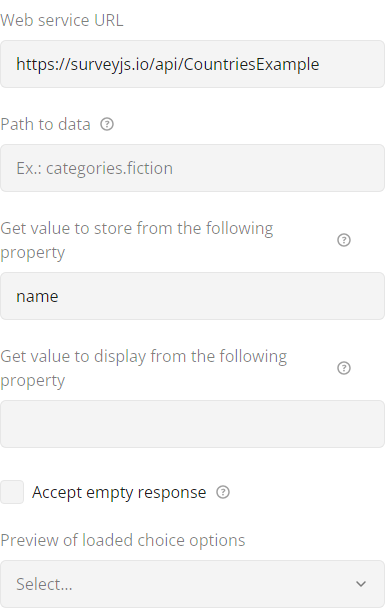 Web service URL
https://surveyjs.io/api/CountriesExample
Path to data
Ex.: categories.fiction
Get value to store from the following
property
name
Get value to display from the following
property
Accept empty response
Preview of loaded choice options
Select...